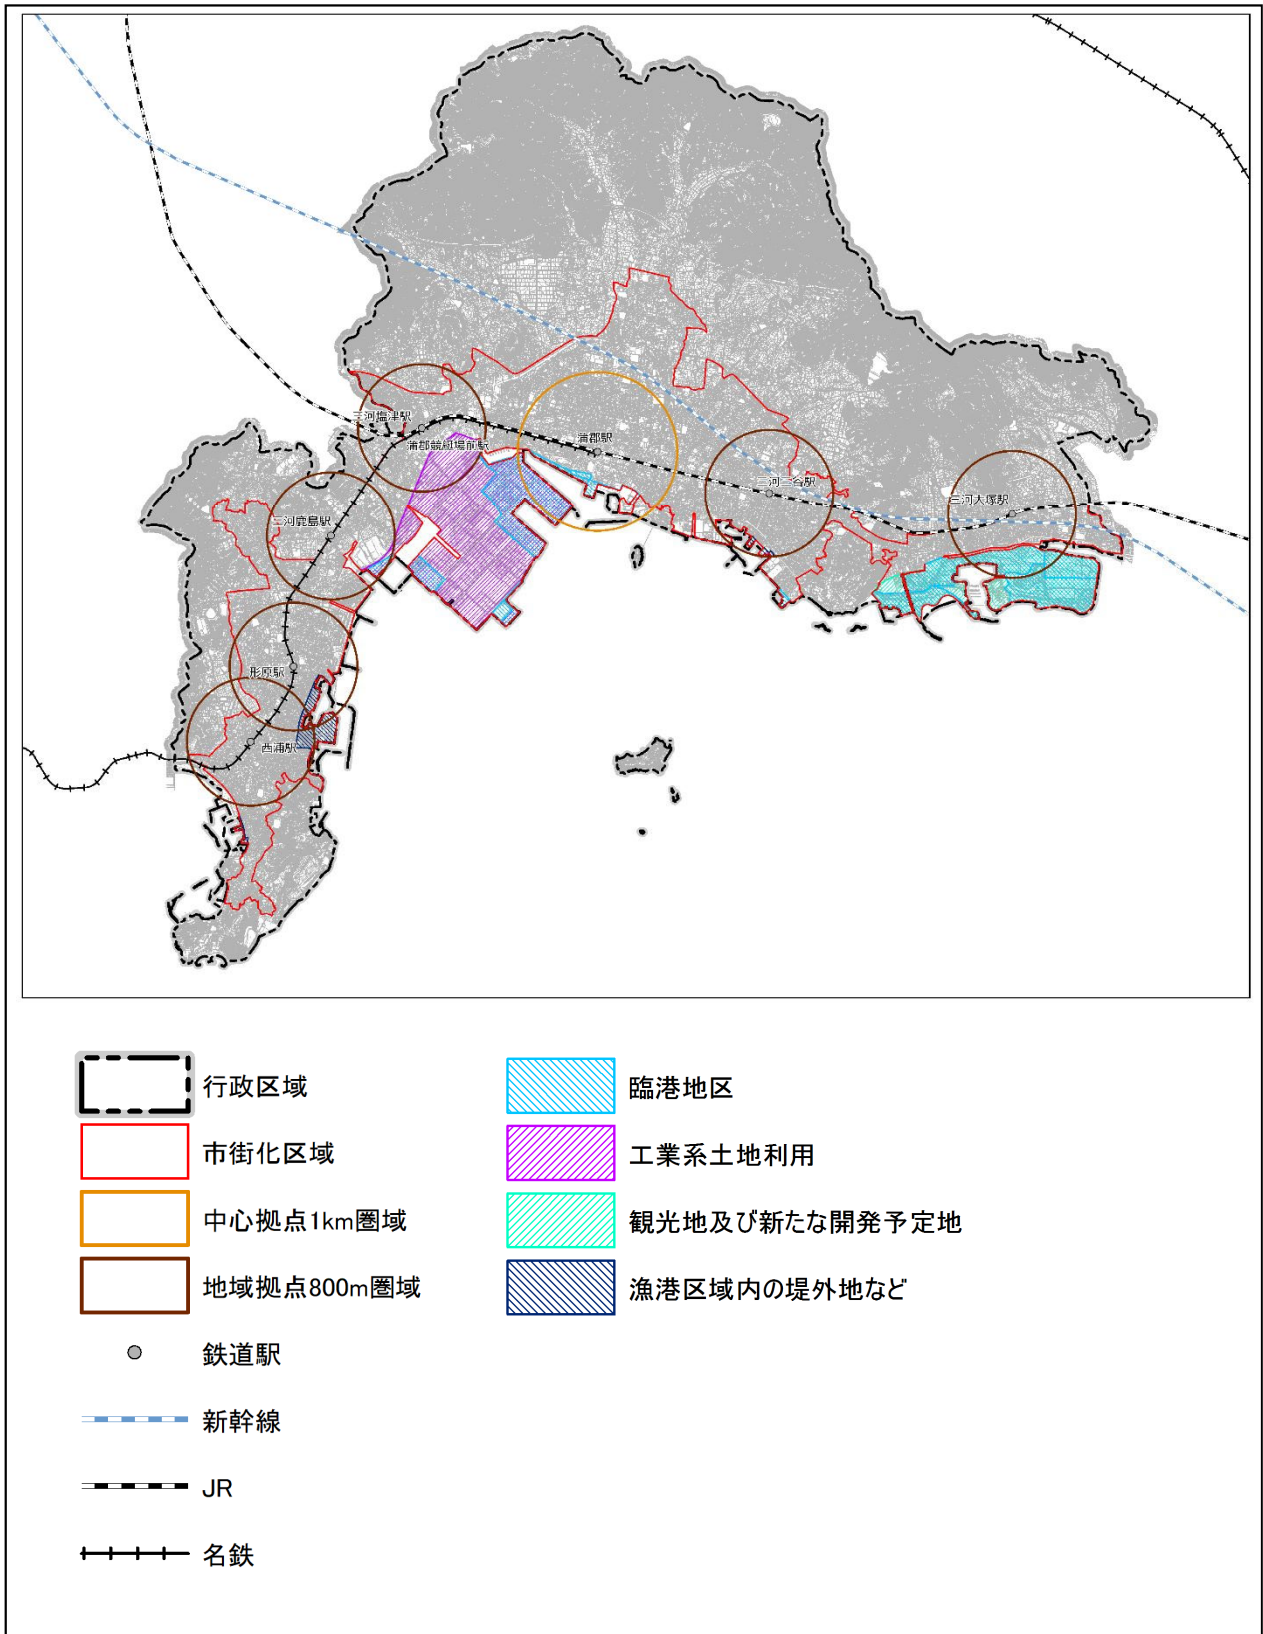 三河塩津駅
蒲郡競艇場前駅
蒲郡駅
三河三谷駅
三河大塚駅
三河鹿島駅
形原駅
西浦駅
行政区域
市街化区域
中心拠点1km圏域
地域拠点800m圏域
鉄道駅
新幹線
JR
名鉄
臨港地区
工業系土地利用
観光地及び新たな開発予定地
漁港区域内の堤外地など